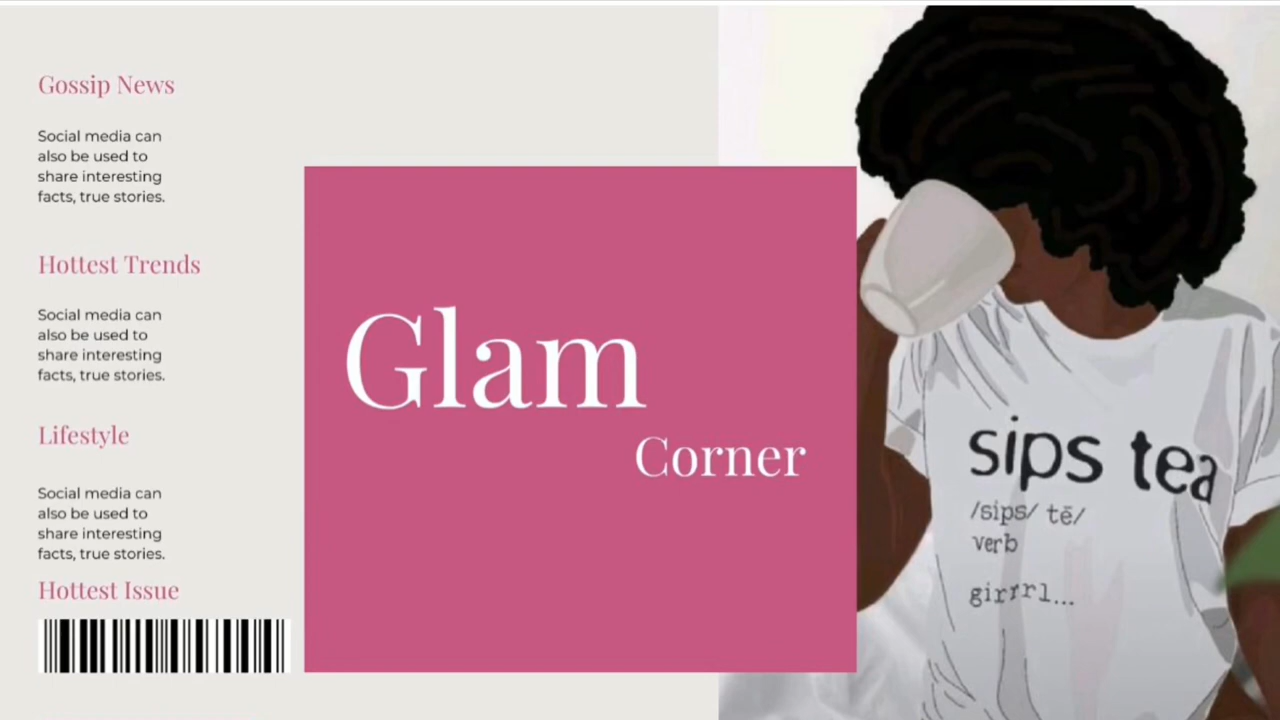 Gossip News
Social media can
also be used to
share interesting
facts, true stories.
Hottest Trends
Social media can
also be used to
share interesting
facts, true stories.
Lifestyle
Social media can
also be used to
share interesting
facts, true stories.
Hottest Issue
Glam
Corner
sips tea
/sips/ tē/
verb
girrrl...